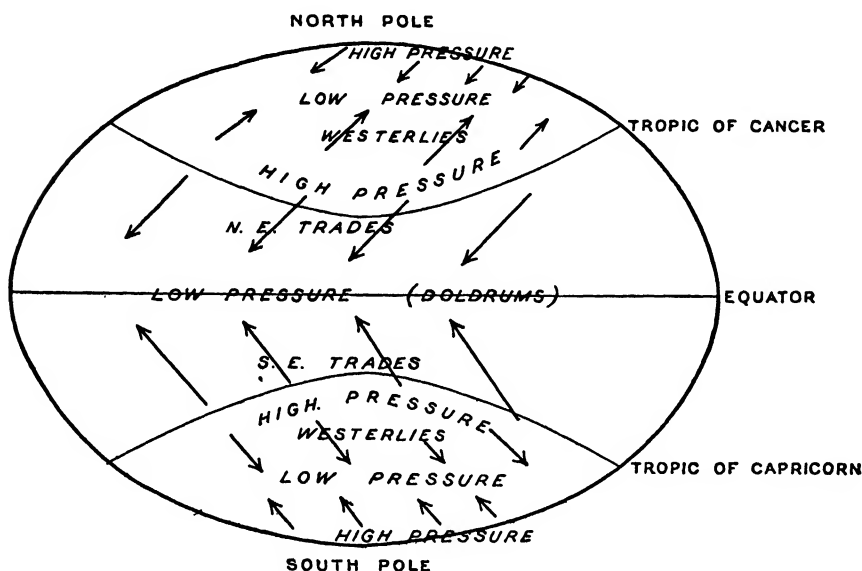 NORTH POLE
HIGH PRESSURE
LOW PRESSURE
TROPIC OF CANCER
WESTERLIES
HIGH PRESSURE
N. E. TRADES
LOW PRESSURE (DOLDRUMS)
EQUATOR
S. E. TRADES
HIGH. PRESSURE
WESTERLIES
TROPIC OF CAPRICORN
LOW PRESSURE
HIGH PRESSURE
SOUTH POLE